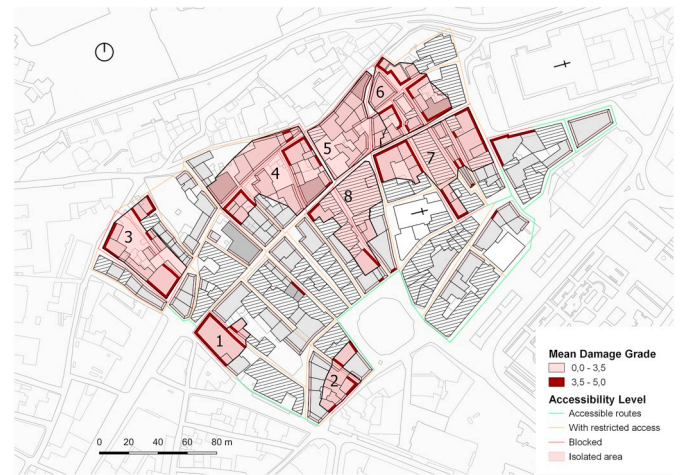 6
5
7
4
8
3
1
2
Mean Damage Grade
0,0 - 3,5
3,5 - 5,0
Accessibility Level
Accessible routes
With restricted access
Blocked
Isolated area
0 20 40 60 80 m